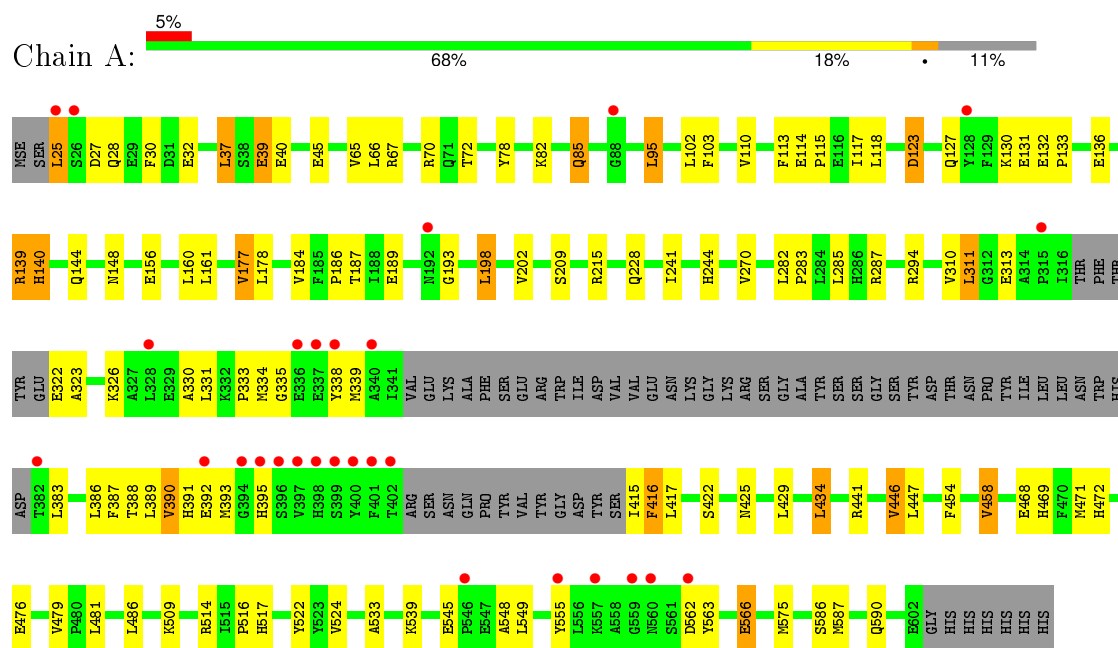 5%
Chain A:
68% 18% • 11%
MSE SER L25 S26 D27 Q28 E29 F30 D31 E32 L37 S38 E39 E40 E45 V65 L66 R67 R70 Q71 T72 Y78 K82 Q85 G88 L95 L102 F103 V110 F113 E114 P115 E116 I117 L118 D123 Q127 Y128 F129 K130 E131 E132 P133 E136
R139 H140 Q144 N148 E156 L160 L161 V177 L178 V184 F185 P186 T187 I188 E189 N192 G193 L198 V202 S209 R215 Q228 I241 H244 V270 L282 P283 L284 L285 H286 R287 R294 V310 L311 G312 E313 A314 P315 I316 THR PHE THR
TYR GLU E322 A323 K326 A327 L328 E329 A330 L331 K332 P333 M334 G335 E336 E337 Y338 M339 A340 I341 VAL GLU LYS ALA PHE SER GLU ARG TRP ILE ASP VAL VAL GLU ASN LYS GLY LYS ARG SER GLY ALA TYR SER SER GLY SER TYR ASP THR ASN PRO TYR ILE LEU LEU ASN TRP HIS
ASP T382 L383 L386 F387 T388 L389 V390 H391 E392 M393 G394 H395 S396 V397 H398 S399 Y400 F401 T402 ARG SER ASN GLN PRO TYR VAL TYR GLY ASP TYR SER I415 F416 L417 S422 N425 L429 L434 R441 V446 L447 F454 V458 E468 H469 F470 M471 H472
E476 V479 P480 L481 L486 K509 R514 I515 P516 H517 Y522 Y523 V524 A533 K539 E545 P546 E547 A548 L549 Y555 L556 K557 A558 G559 N560 S561 D562 Y563 E566 M575 S586 M587 Q590 E602 GLY HIS HIS HIS HIS HIS HIS